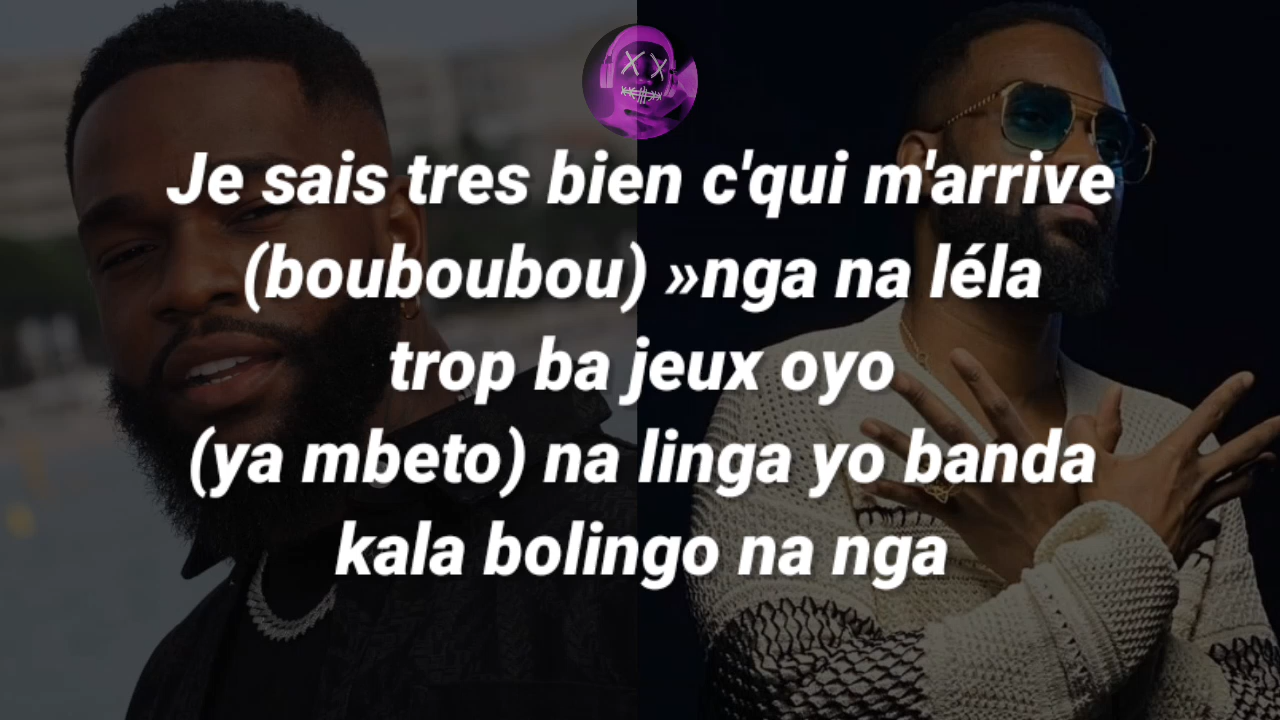 Je sais tres bien c'qui m'arrive
(bouboubou) »nga na léla
trop ba jeux oyo
(ya mbeto) na linga yo banda
kala bolingo na nga